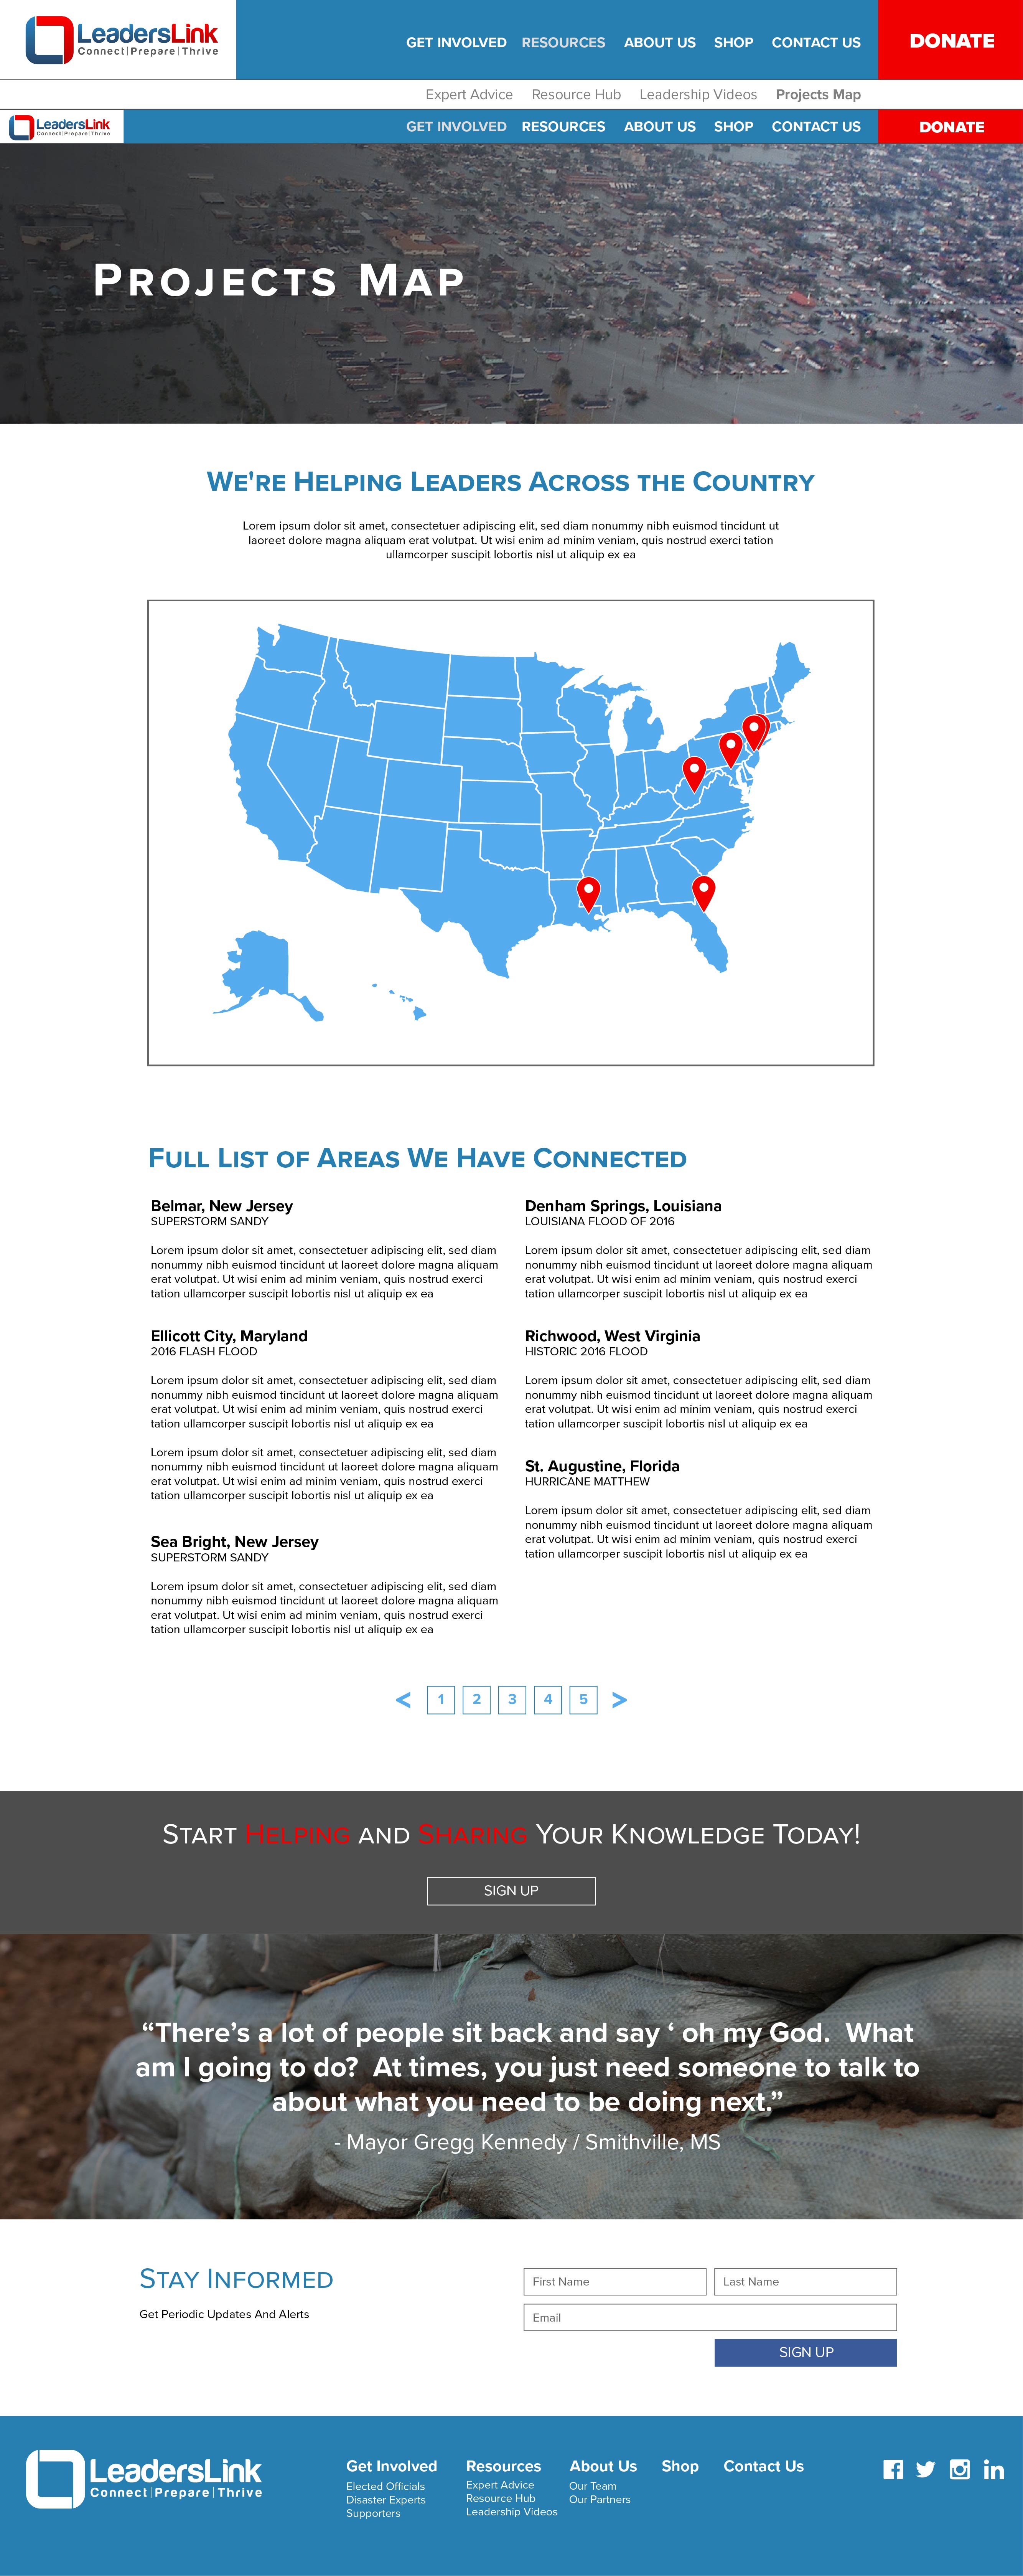 LeadersLink
Connect|Prepare|Thrive
GET INVOLVED RESOURCES ABOUT US SHOP CONTACT US
DONATE
Expert Advice Resource Hub Leadership Videos Projects Map
LeadersLink
Connect|Prepare|Thrive
GET INVOLVED RESOURCES ABOUT US SHOP CONTACT US
DONATE
PROJECTS MAP
WE'RE HELPING LEADERS ACROSS THE COUNTRY
Lorem ipsum dolor sit amet, consectetuer adipiscing elit, sed diam nonummy nibh euismod tincidunt ut
laoreet dolore magna aliquam erat volutpat. Ut wisi enim ad minim veniam, quis nostrud exerci tation
ullamcorper suscipit lobortis nisl ut aliquip ex ea
FULL LIST OF AREAS WE HAVE CONNECTED
Belmar, New Jersey
SUPERSTORM SANDY
Lorem ipsum dolor sit amet, consectetuer adipiscing elit, sed diam
nonummy nibh euismod tincidunt ut laoreet dolore magna aliquam
erat volutpat. Ut wisi enim ad minim veniam, quis nostrud exerci
tation ullamcorper suscipit lobortis nisl ut aliquip ex ea
Ellicott City, Maryland
2016 FLASH FLOOD
Lorem ipsum dolor sit amet, consectetuer adipiscing elit, sed diam
nonummy nibh euismod tincidunt ut laoreet dolore magna aliquam
erat volutpat. Ut wisi enim ad minim veniam, quis nostrud exerci
tation ullamcorper suscipit lobortis nisl ut aliquip ex ea
Lorem ipsum dolor sit amet, consectetuer adipiscing elit, sed diam
nonummy nibh euismod tincidunt ut laoreet dolore magna aliquam
erat volutpat. Ut wisi enim ad minim veniam, quis nostrud exerci
tation ullamcorper suscipit lobortis nisl ut aliquip ex ea
Sea Bright, New Jersey
SUPERSTORM SANDY
Lorem ipsum dolor sit amet, consectetuer adipiscing elit, sed diam
nonummy nibh euismod tincidunt ut laoreet dolore magna aliquam
erat volutpat. Ut wisi enim ad minim veniam, quis nostrud exerci
tation ullamcorper suscipit lobortis nisl ut aliquip ex ea
Denham Springs, Louisiana
LOUISIANA FLOOD OF 2016
Lorem ipsum dolor sit amet, consectetuer adipiscing elit, sed diam
nonummy nibh euismod tincidunt ut laoreet dolore magna aliquam
erat volutpat. Ut wisi enim ad minim veniam, quis nostrud exerci
tation ullamcorper suscipit lobortis nisl ut aliquip ex ea
Richwood, West Virginia
HISTORIC 2016 FLOOD
Lorem ipsum dolor sit amet, consectetuer adipiscing elit, sed diam
nonummy nibh euismod tincidunt ut laoreet dolore magna aliquam
erat volutpat. Ut wisi enim ad minim veniam, quis nostrud exerci
tation ullamcorper suscipit lobortis nisl ut aliquip ex ea
St. Augustine, Florida
HURRICANE MATTHEW
Lorem ipsum dolor sit amet, consectetuer adipiscing elit, sed diam
nonummy nibh euismod tincidunt ut laoreet dolore magna aliquam
erat volutpat. Ut wisi enim ad minim veniam, quis nostrud exerci
tation ullamcorper suscipit lobortis nisl ut aliquip ex ea
< 1 2 3 4 5 >
START HELPING AND SHARING YOUR KNOWLEDGE TODAY!
SIGN UP
“There’s a lot of people sit back and say ‘ oh my God. What
am I going to do? At times, you just need someone to talk to
about what you need to be doing next.”
- Mayor Gregg Kennedy / Smithville, MS
STAY INFORMED
Get Periodic Updates And Alerts
First Name
Last Name
Email
SIGN UP
LeadersLink
Connect|Prepare|Thrive
Get Involved
Elected Officials
Disaster Experts
Supporters
Resources
Expert Advice
Resource Hub
Leadership Videos
About Us
Our Team
Our Partners
Shop
Contact Us